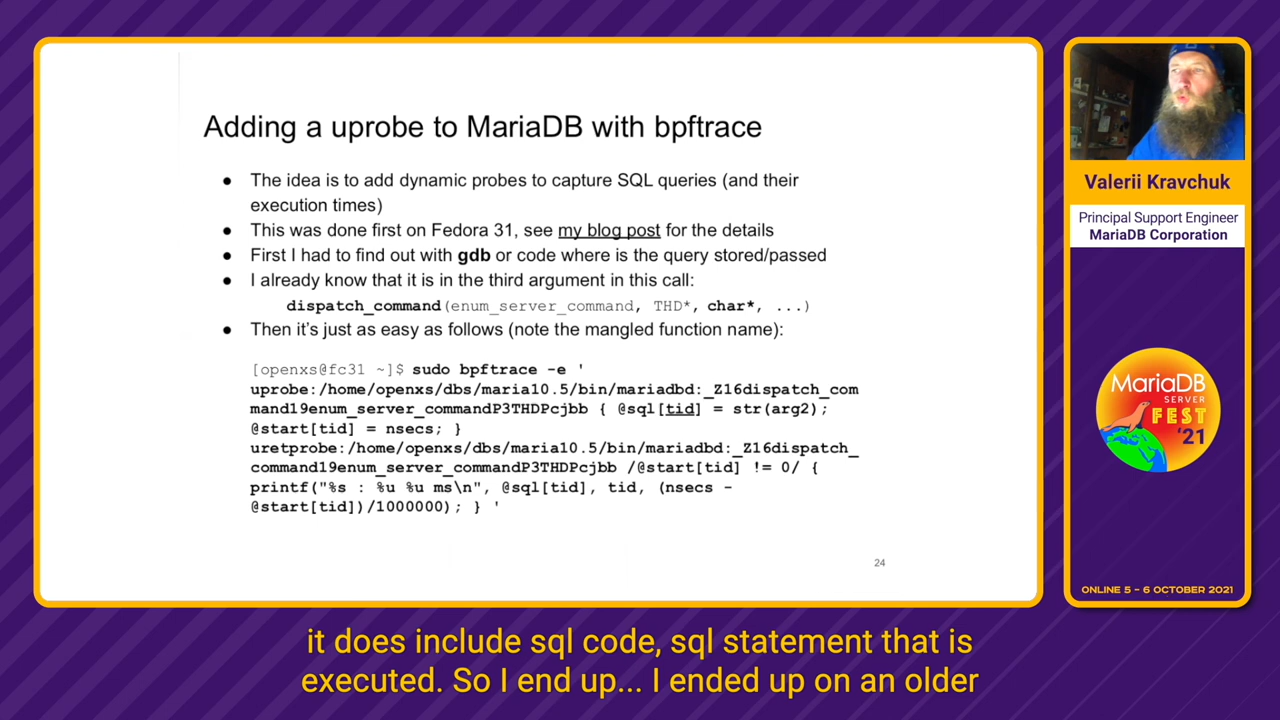 Adding a uprobe to MariaDB with bpftrace
● The idea is to add dynamic probes to capture SQL queries (and their
execution times)
● This was done first on Fedora 31, see my blog post for the details
● First I had to find out with gdb or code where is the query stored/passed
● I already know that it is in the third argument in this call:
dispatch_command(enum_server_command, THD*, char*, ...)
● Then it's just as easy as follows (note the mangled function name):
[openxs@fc31 ~]$ sudo bpftrace -e '
uprobe:/home/openxs/dbs/maria10.5/bin/mariadbd:_Z16dispatch_com
mand19enum_server_commandP3THDPcjbb { @sql[tid] = str(arg2);
@start[tid] = nsecs; }
uretprobe:/home/openxs/dbs/maria10.5/bin/mariadbd:_Z16dispatch_
command19enum_server_commandP3THDPcjbb /@start[tid] != 0/ {
printf("%s : %u %u ms\n", @sql[tid], tid, (nsecs -
@start[tid])/1000000); } '
24
Valerii Kravchuk
Principal Support Engineer
MariaDB Corporation
MariaDB
SERVER
FEST
'21
ONLINE 5 – 6 OCTOBER 2021
it does include sql code, sql statement that is
executed. So I end up... I ended up on an older